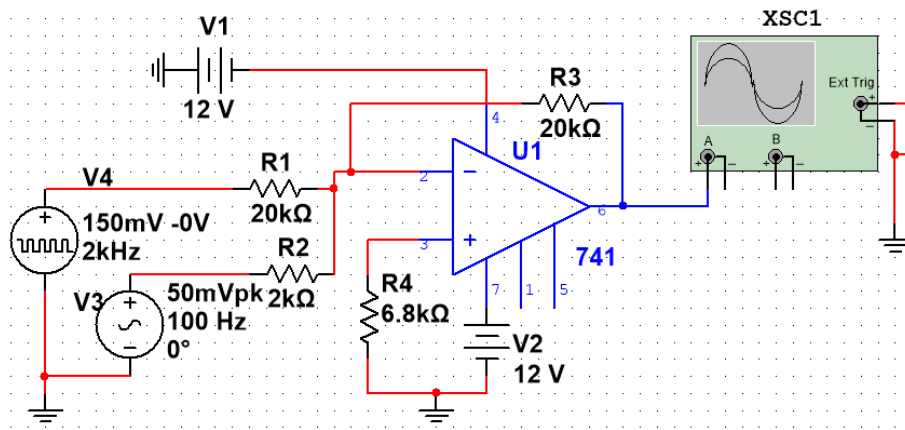 XSC1
V1
12 V
Ext Trig
+
−
A
B
+ −
+ −
R3
20kΩ
4
U1
2
−
6
3
+
741
7
1
5
V4
150mV -0V
2kHz
+
R1
20kΩ
R2
2kΩ
V3
50mVpk
100 Hz
0°
+
−
R4
6.8kΩ
V2
12 V